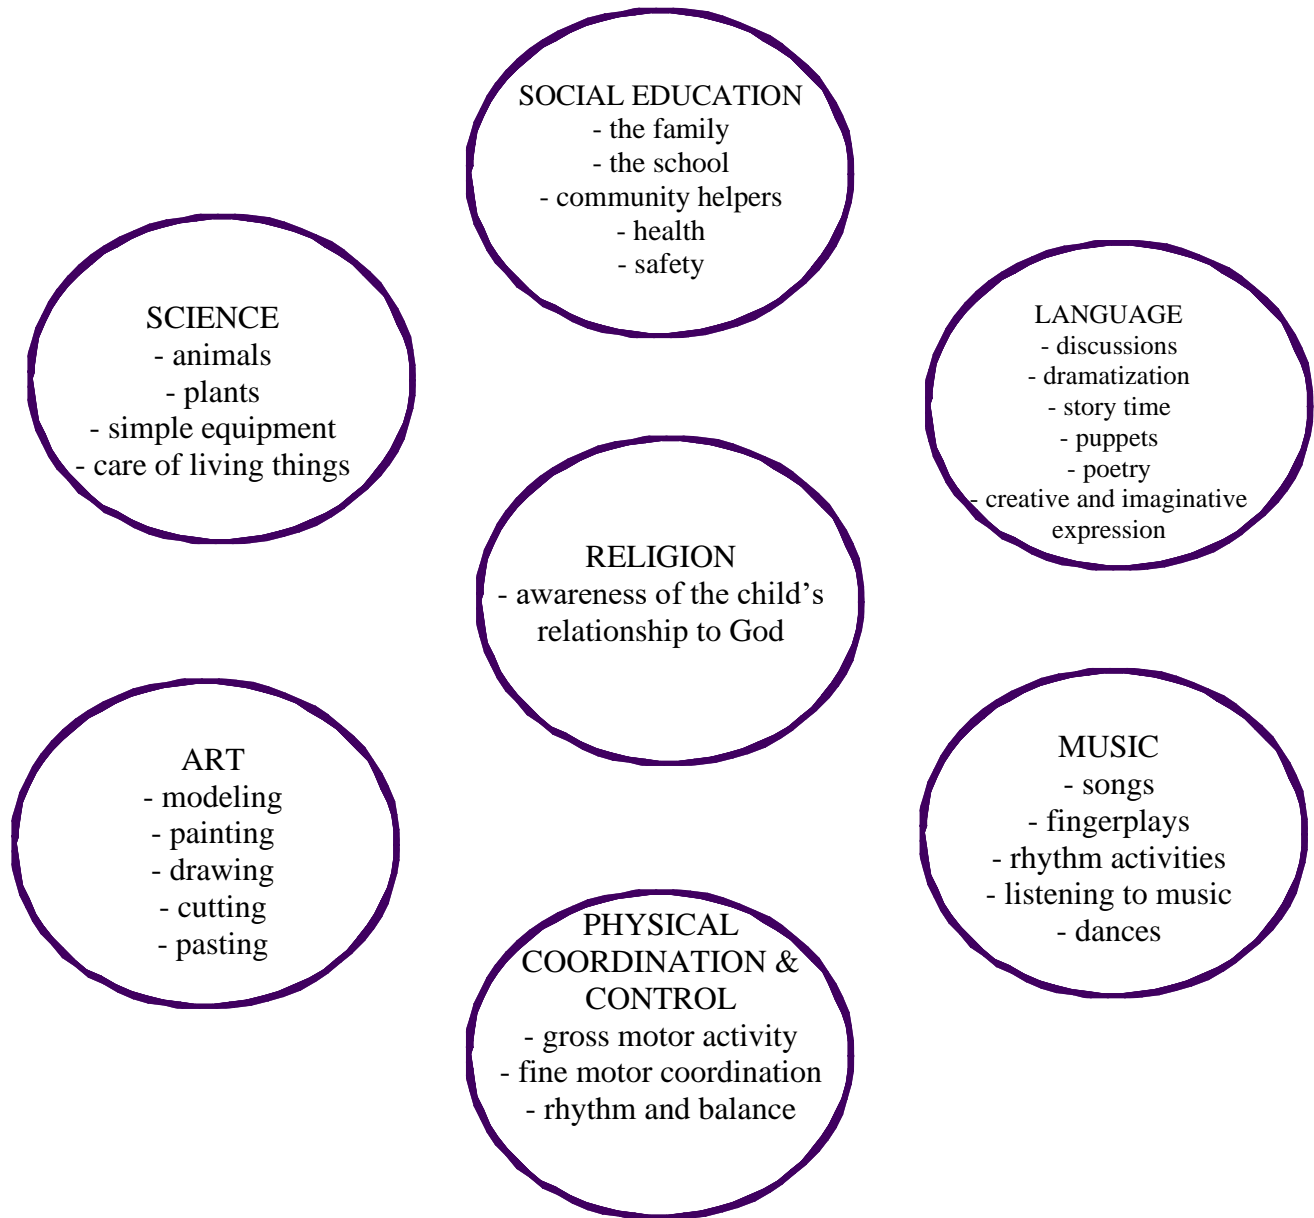 SOCIAL EDUCATION
- the family
- the school
- community helpers
- health
- safety
SCIENCE
- animals
- plants
- simple equipment
- care of living things
LANGUAGE
- discussions
- dramatization
- story time
- puppets
- poetry
- creative and imaginative
expression
RELIGION
- awareness of the child’s
relationship to God
ART
- modeling
- painting
- drawing
- cutting
- pasting
MUSIC
- songs
- fingerplays
- rhythm activities
- listening to music
- dances
PHYSICAL
COORDINATION &
CONTROL
- gross motor activity
- fine motor coordination
- rhythm and balance